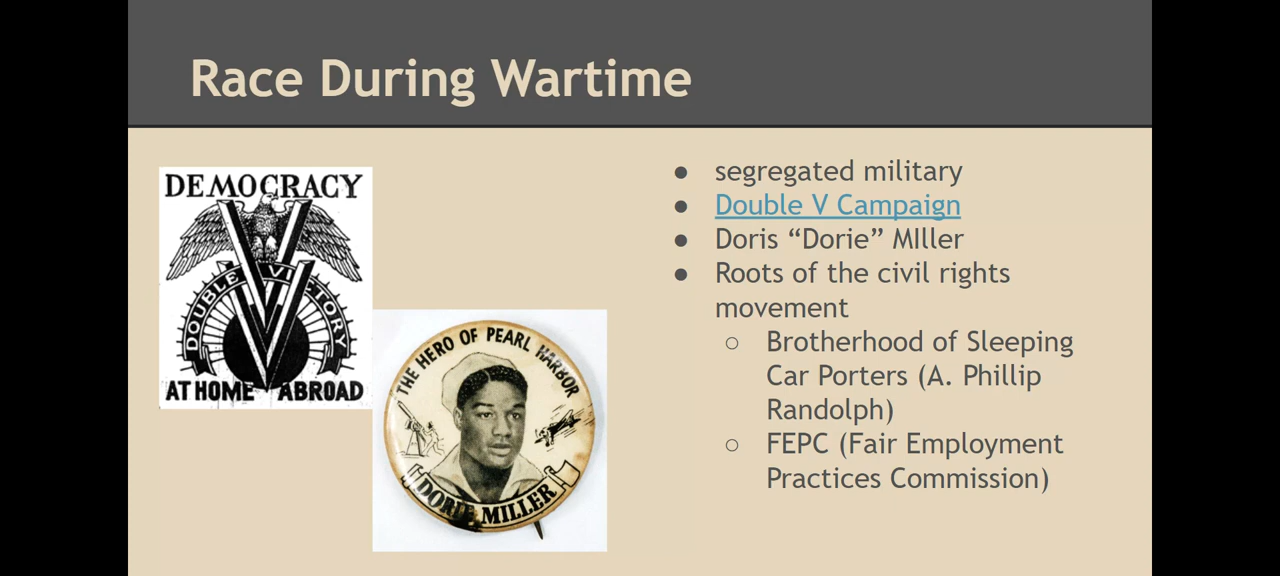 Race During Wartime
DEMOCRACY
DOUBLE VICTORY
AT HOME ABROAD
THE HERO OF PEARL HARBOR
DORIE MILLER
● segregated military
● Double V Campaign
● Doris “Dorie” MIller
● Roots of the civil rights
movement
○ Brotherhood of Sleeping
Car Porters (A. Phillip
Randolph)
○ FEPC (Fair Employment
Practices Commission)